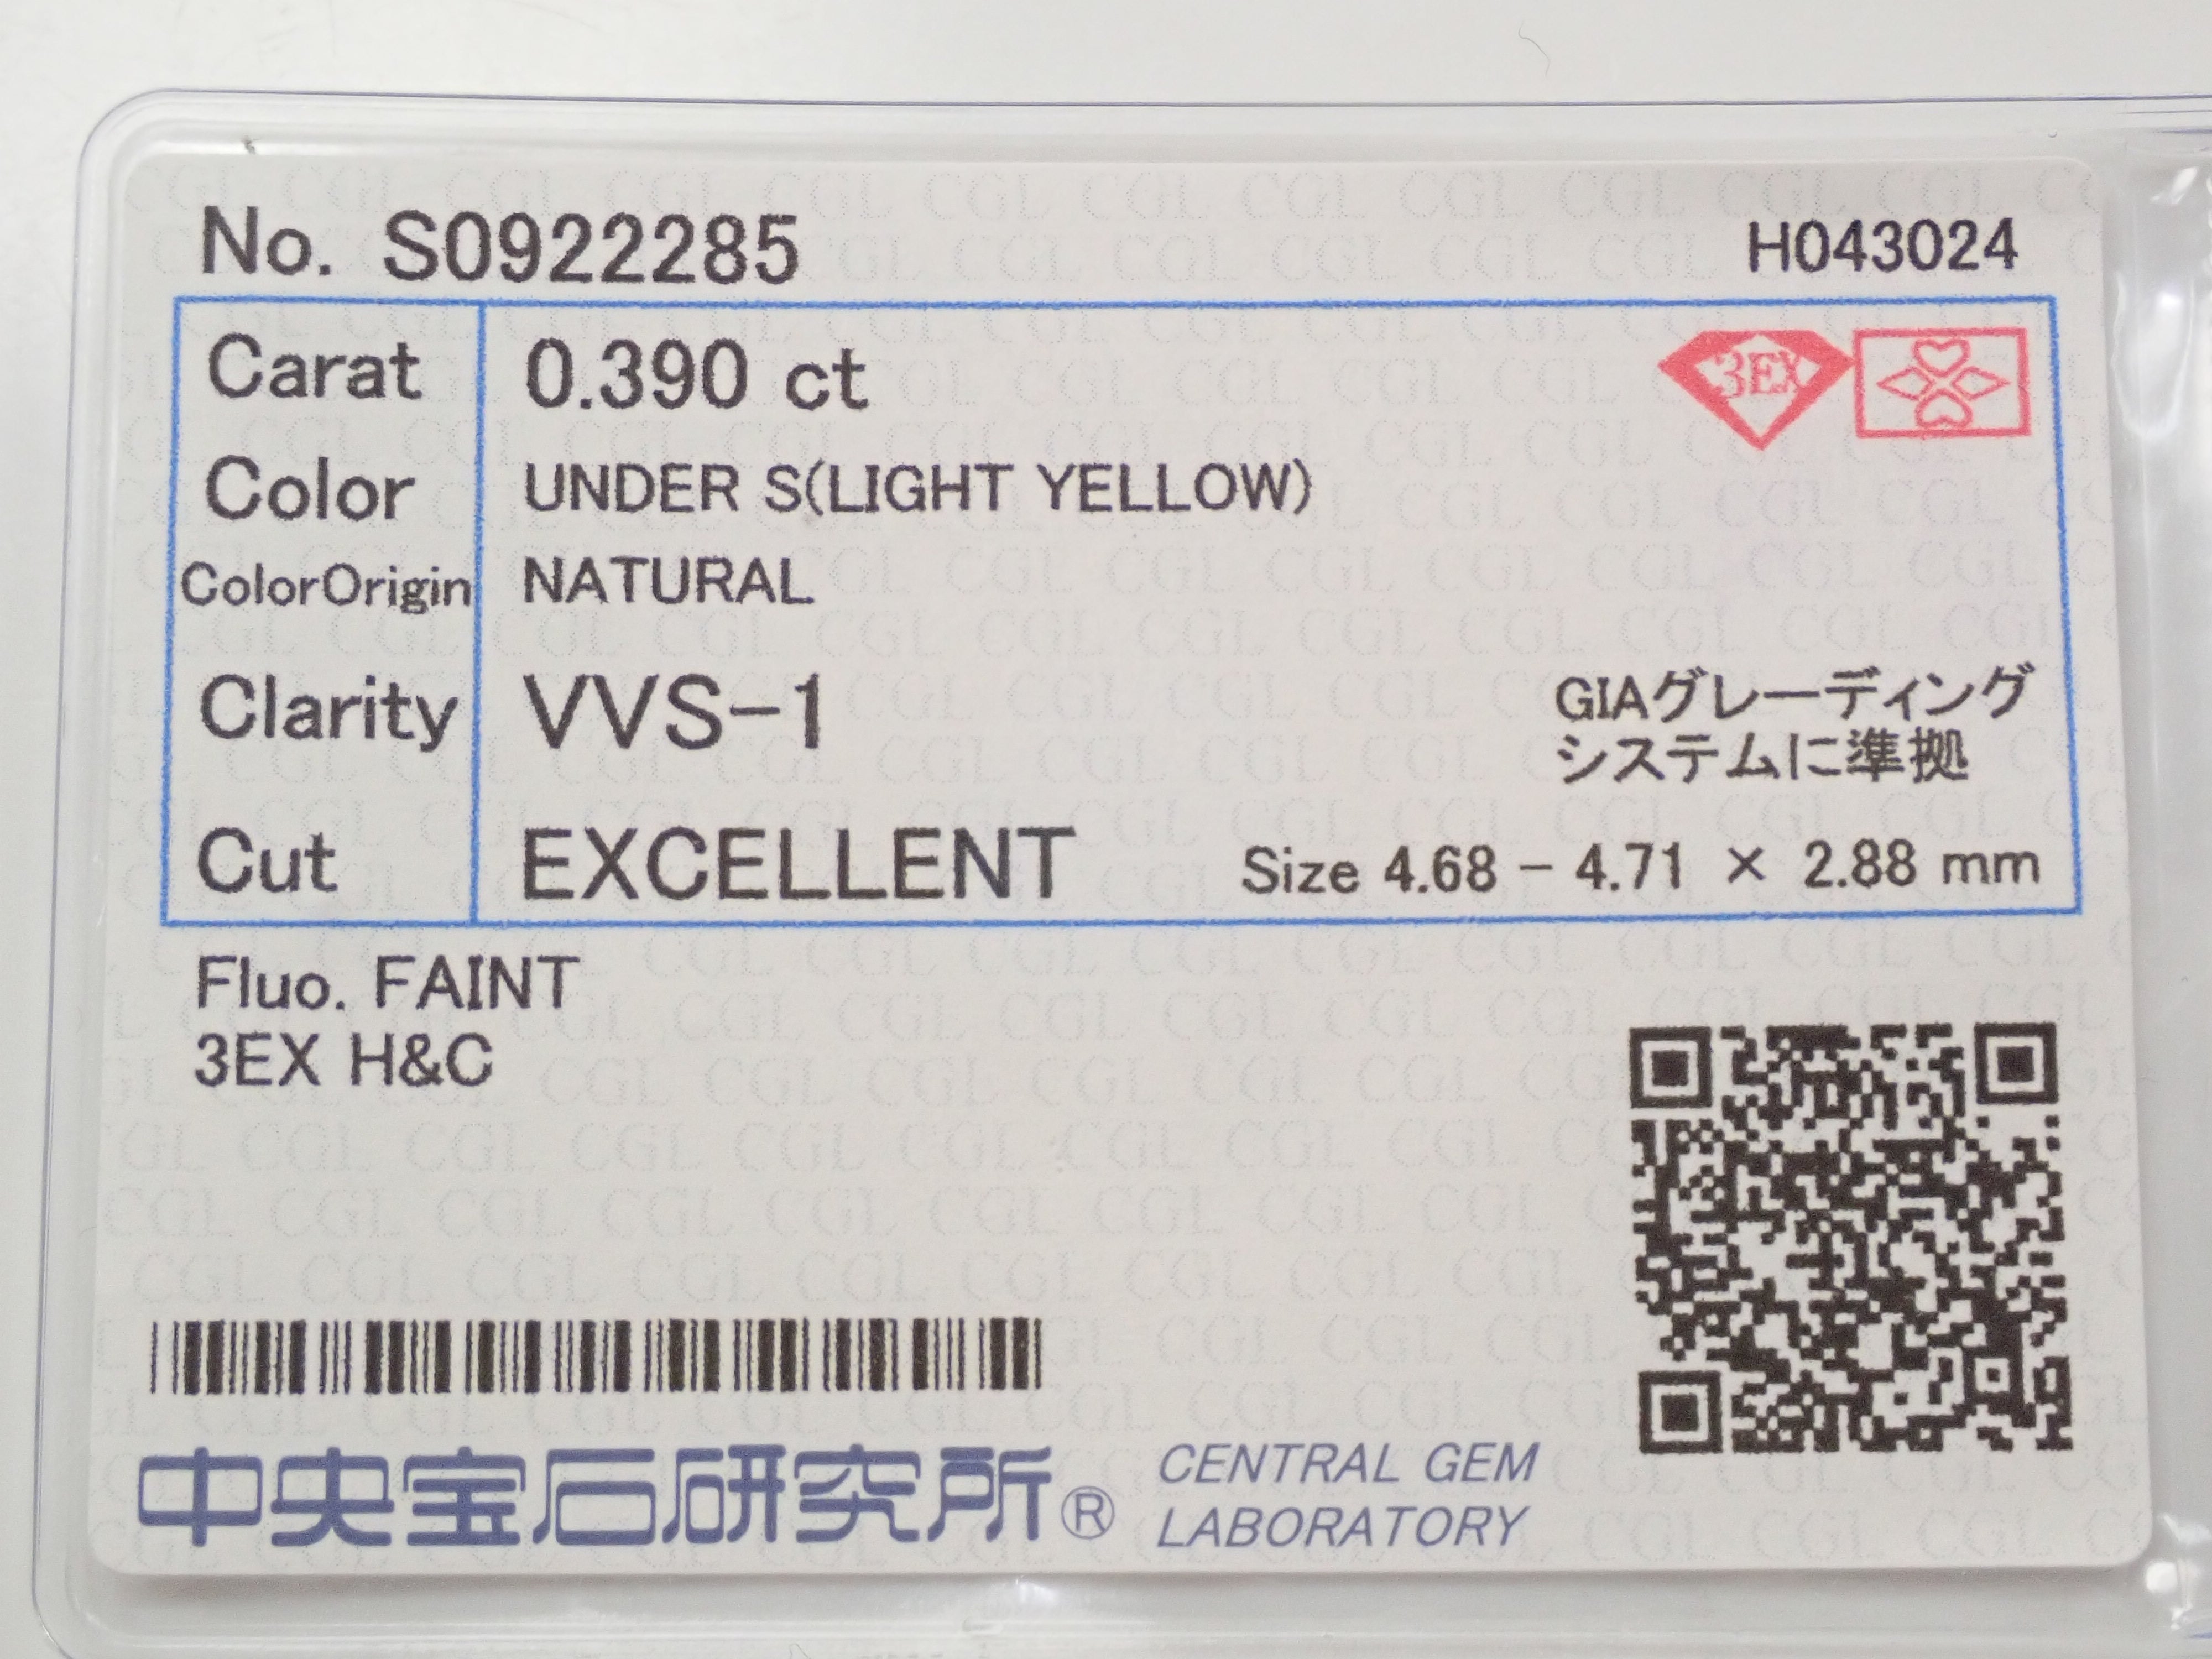 No. S0922285
H043024
Carat 0.390 ct
3EX
Color UNDER S(LIGHT YELLOW)
ColorOrigin NATURAL
Clarity VVS-1
GIAグレーディング
システムに準拠
Cut EXCELLENT Size 4.68 - 4.71 × 2.88 mm
Fluo. FAINT
3EX H&C
中央宝石研究所®
CENTRAL GEM
LABORATORY